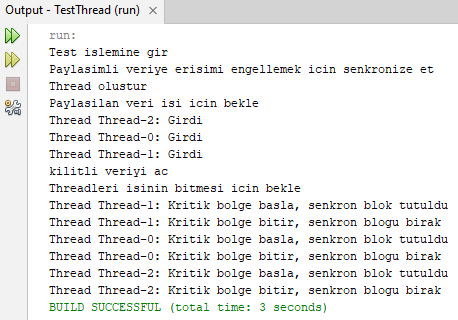 Output - TestThread (run)
run:
Test islemine gir
Paylasimli veriye erisimi engellemek icin senkronize et
Thread olustur
Paylasilan veri isi icin bekle
Thread Thread-2: Girdi
Thread Thread-0: Girdi
Thread Thread-1: Girdi
kilitli veriyi ac
Threadleri isinin bitmesi icin bekle
Thread Thread-1: Kritik bolge basla, senkron blok tutuldu
Thread Thread-1: Kritik bolge bitir, senkron blogu birak
Thread Thread-0: Kritik bolge basla, senkron blok tutuldu
Thread Thread-0: Kritik bolge bitir, senkron blogu birak
Thread Thread-2: Kritik bolge basla, senkron blok tutuldu
Thread Thread-2: Kritik bolge bitir, senkron blogu birak
BUILD SUCCESSFUL (total time: 3 seconds)